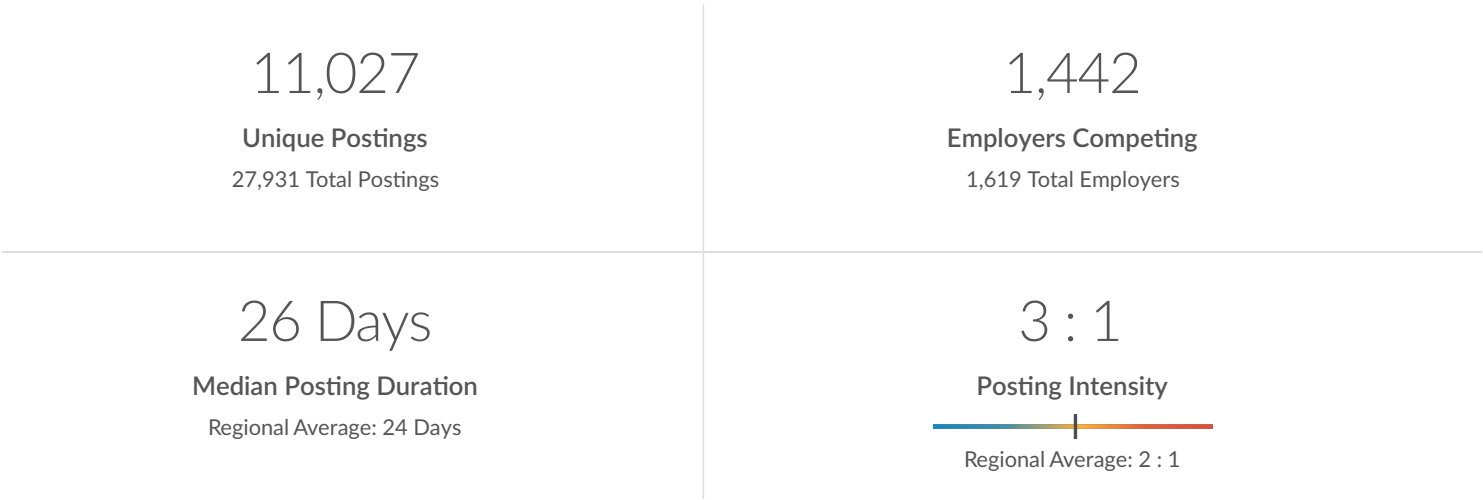 11,027
Unique Postings
27,931 Total Postings
1,442
Employers Competing
1,619 Total Employers
26 Days
Median Posting Duration
Regional Average: 24 Days
3 : 1
Posting Intensity
Regional Average: 2 : 1